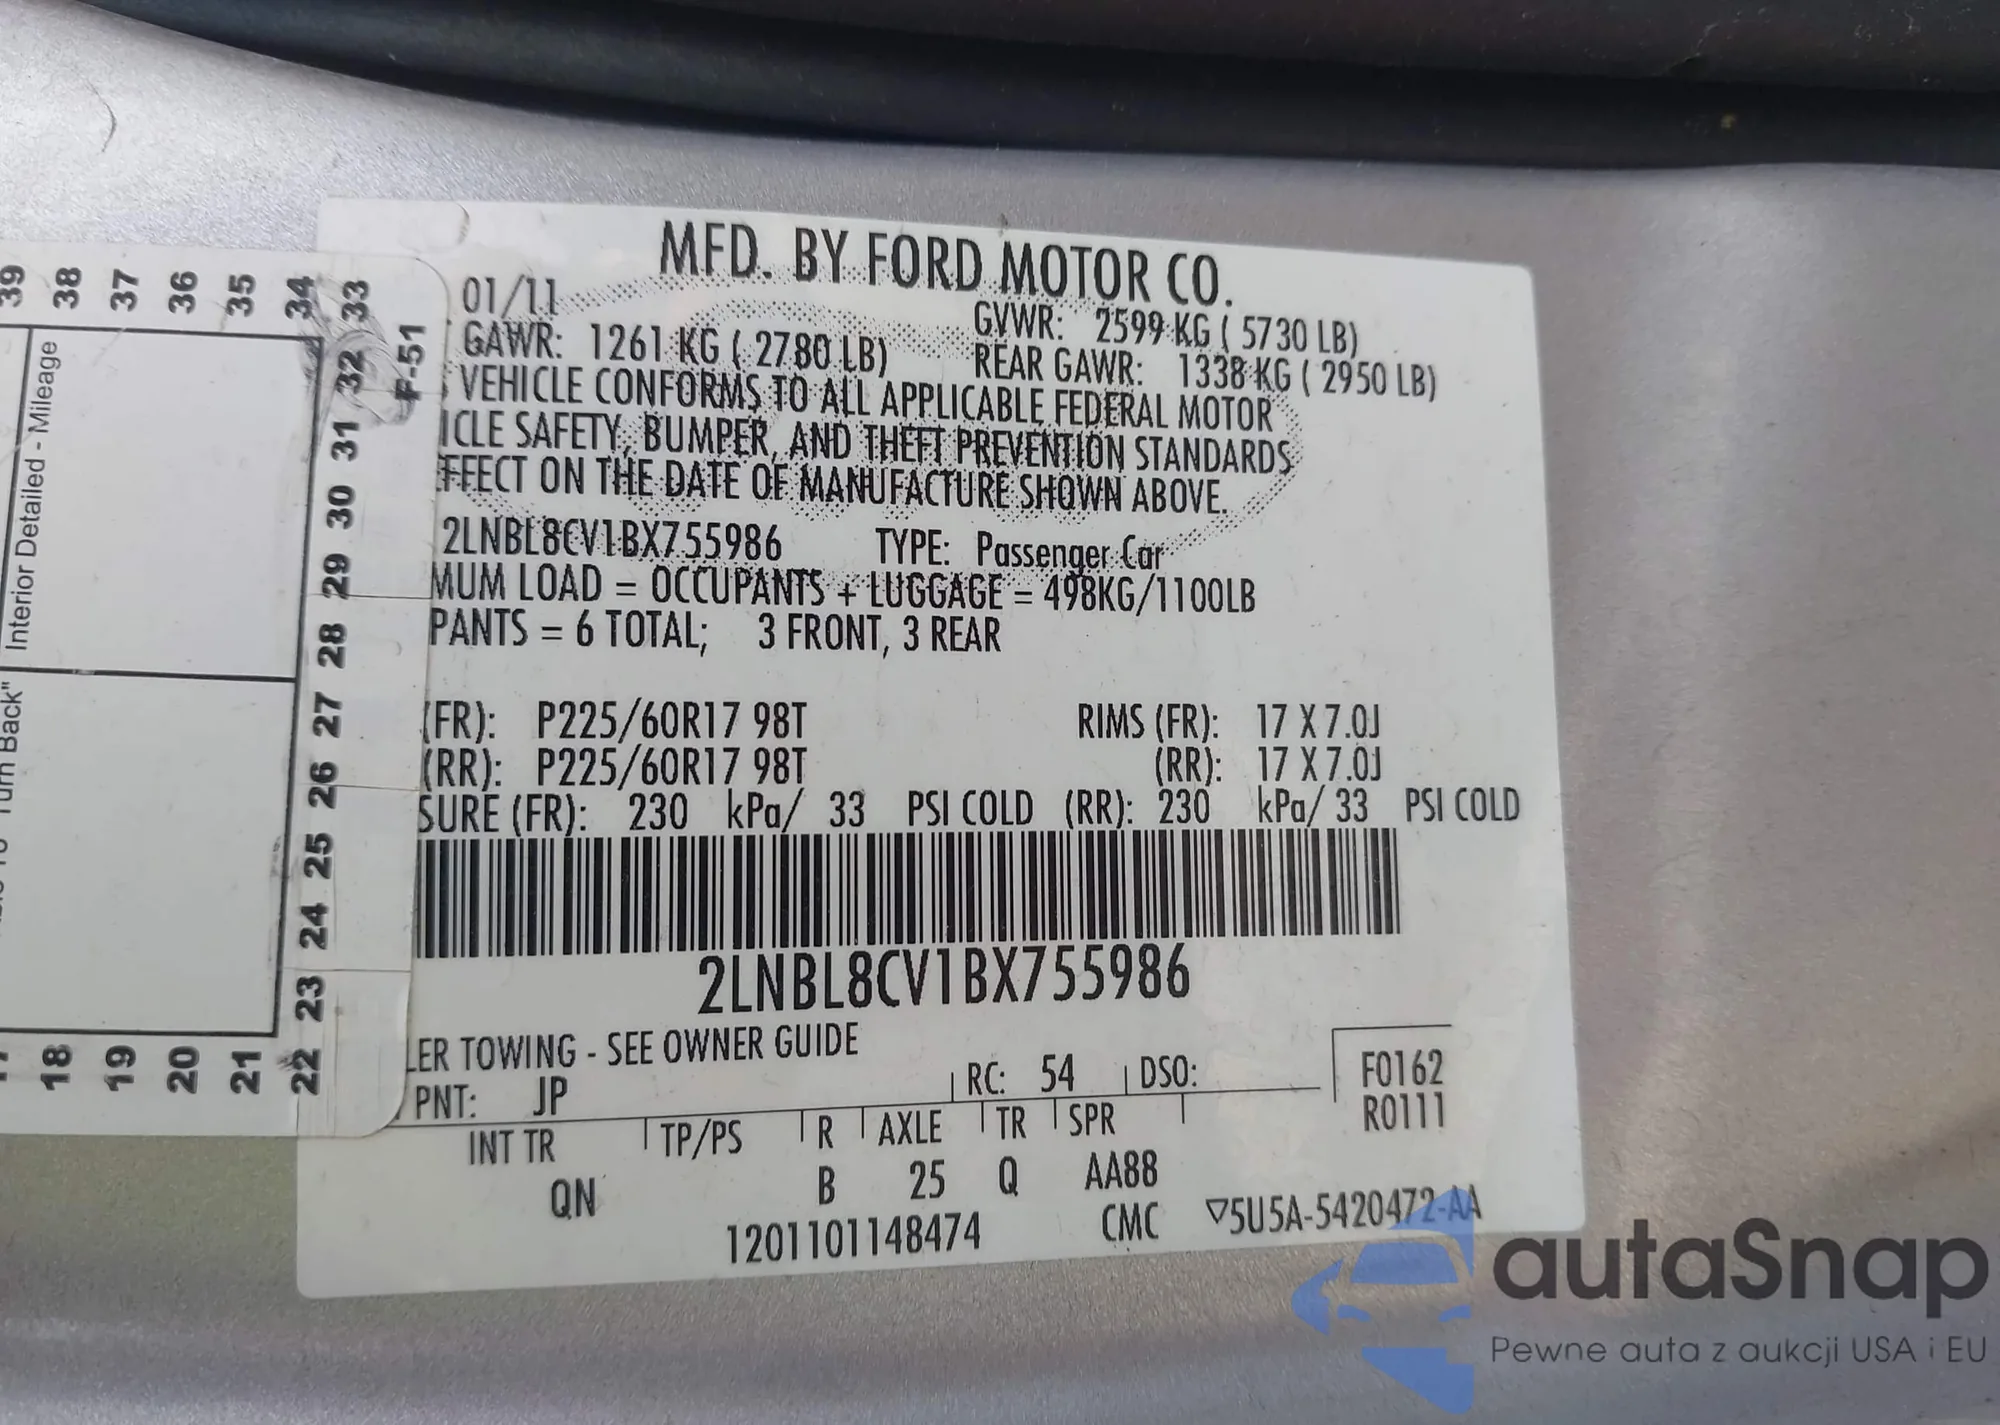 MFD. BY FORD MOTOR CO.
01/11
GVWR: 2599 KG ( 5730 LB)
GAWR: 1261 KG ( 2780 LB)
REAR GAWR: 1338 KG ( 2950 LB)
VEHICLE CONFORMS TO ALL APPLICABLE FEDERAL MOTOR
ICLE SAFETY, BUMPER, AND THEFT PREVENTION STANDARDS
FFECT ON THE DATE OF MANUFACTURE SHOWN ABOVE.
2LNBL8CV1BX755986 TYPE: Passenger Car
MUM LOAD = OCCUPANTS + LUGGAGE = 498KG/1100LB
PANTS = 6 TOTAL; 3 FRONT, 3 REAR
(FR): P225/60R17 98T RIMS (FR): 17 X 7.0J
(RR): P225/60R17 98T (RR): 17 X 7.0J
SURE (FR): 230 kPa/ 33 PSI COLD (RR): 230 kPa/ 33 PSI COLD
2LNBL8CV1BX755986
LER TOWING - SEE OWNER GUIDE
PNT: JP RC: 54 DSO:
F0162
R0111
INT TR TP/PS R AXLE TR SPR
QN B 25 Q AA88
1201101148474 CMC ▽5U5A-5420472-AA
39 38 37 36 35 34 33
F-51
32
31
30
29
28
27
26
25
24
23
22
18 19 20 21
Interior Detailed - Mileage
Turn Back"
autaSnap
Pewne auta z aukcji USA i EU